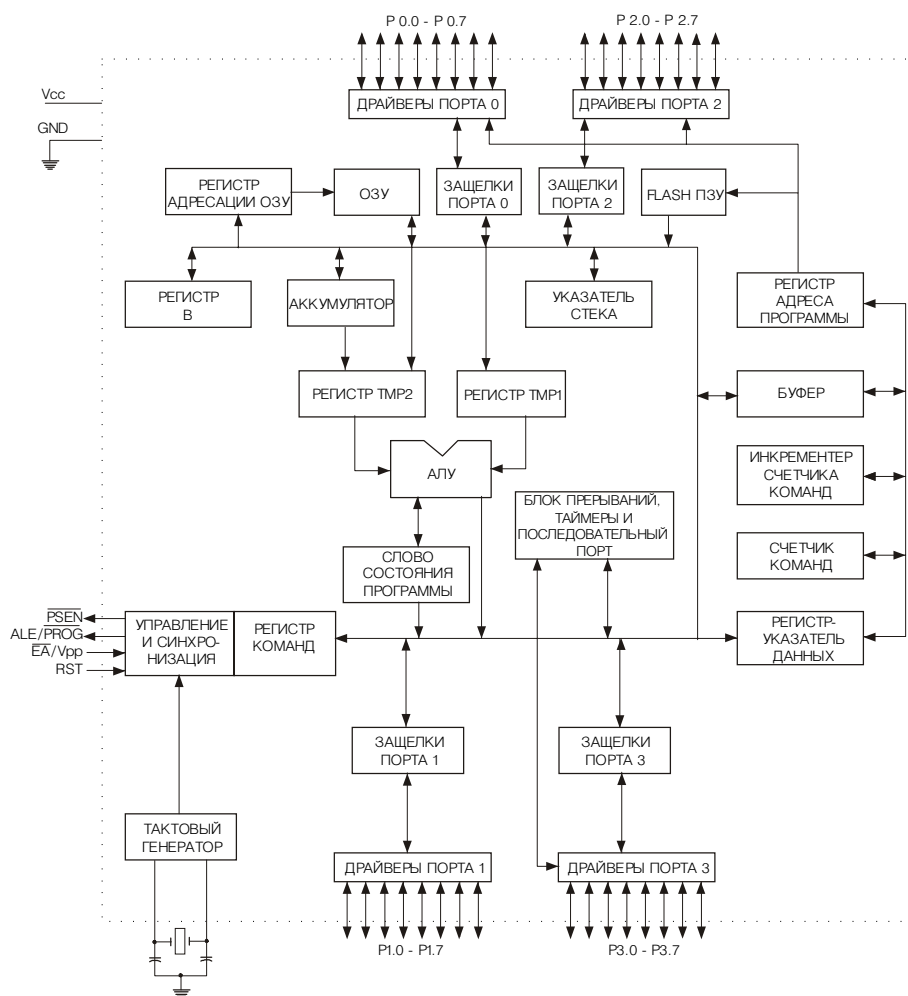 P 0.0 - P 0.7
P 2.0 - P 2.7
Vcc
GND
ДРАЙВЕРЫ ПОРТА 0
ДРАЙВЕРЫ ПОРТА 2
РЕГИСТР
АДРЕСАЦИИ ОЗУ
ОЗУ
ЗАЩЕЛКИ
ПОРТА 0
ЗАЩЕЛКИ
ПОРТА 2
FLASH ПЗУ
РЕГИСТР
В
АККУМУЛЯТОР
УКАЗАТЕЛЬ
СТЕКА
РЕГИСТР
АДРЕСА
ПРОГРАММЫ
РЕГИСТР TMP2
РЕГИСТР TMP1
БУФЕР
АЛУ
ИНКРЕМЕНТЕР
СЧЕТЧИКА
КОМАНД
БЛОК ПРЕРЫВАНИЙ,
ТАЙМЕРЫ И
ПОСЛЕДОВАТЕЛЬНЫЙ
ПОРТ
СЧЕТЧИК
КОМАНД
СЛОВО
СОСТОЯНИЯ
ПРОГРАММЫ
PSEN
ALE/PROG
EA/Vpp
RST
УПРАВЛЕНИЕ
И СИНХРО-
НИЗАЦИЯ
РЕГИСТР
КОМАНД
РЕГИСТР-
УКАЗАТЕЛЬ
ДАННЫХ
ЗАЩЕЛКИ
ПОРТА 1
ЗАЩЕЛКИ
ПОРТА 3
ТАКТОВЫЙ
ГЕНЕРАТОР
ДРАЙВЕРЫ ПОРТА 1
ДРАЙВЕРЫ ПОРТА 3
P1.0 - P1.7
P3.0 - P3.7